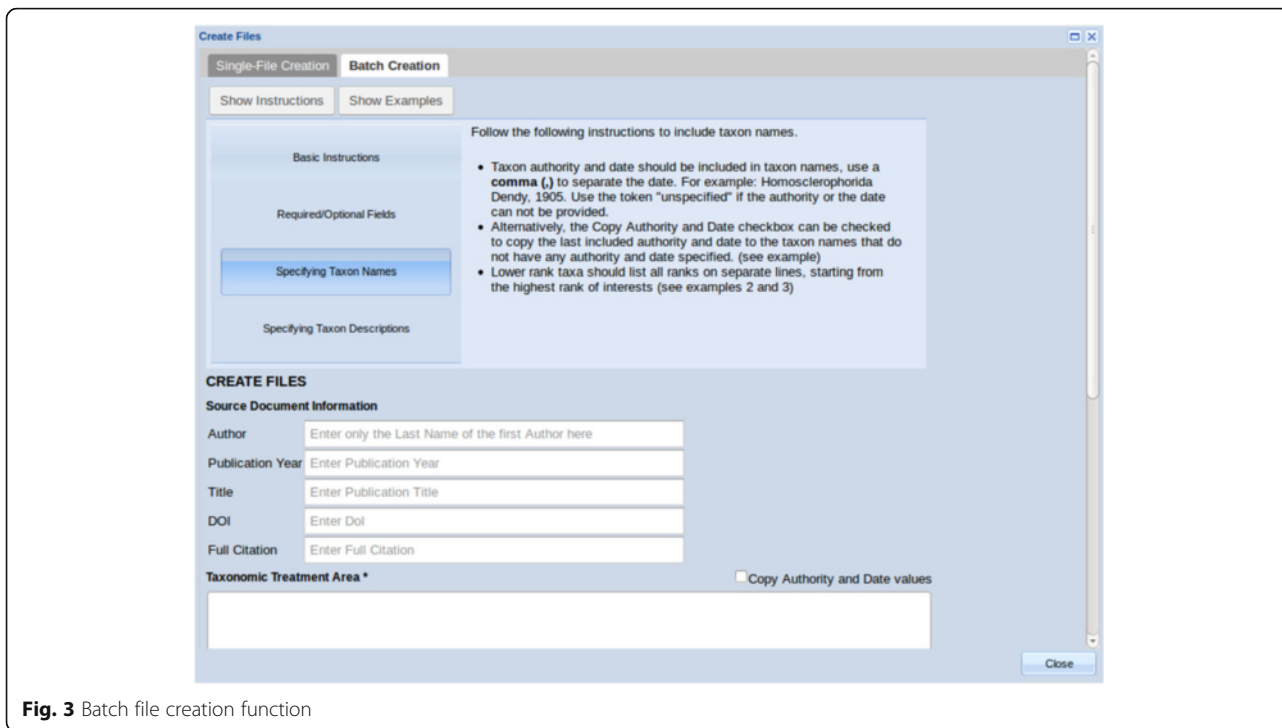 Create Files
Single-File Creation
Batch Creation
Show Instructions
Show Examples
Basic Instructions
Required/Optional Fields
Specifying Taxon Names
Specifying Taxon Descriptions
Follow the following instructions to include taxon names.
• Taxon authority and date should be included in taxon names, use a
comma (,) to separate the date. For example: Homosclerophorida
Dendy, 1905. Use the token "unspecified" if the authority or the date
can not be provided.
• Alternatively, the Copy Authority and Date checkbox can be checked
to copy the last included authority and date to the taxon names that do
not have any authority and date specified. (see example)
• Lower rank taxa should list all ranks on separate lines, starting from
the highest rank of interests (see examples 2 and 3)
CREATE FILES
Source Document Information
Author Enter only the Last Name of the first Author here
Publication Year Enter Publication Year
Title Enter Publication Title
DOI Enter DoI
Full Citation Enter Full Citation
Taxonomic Treatment Area *
Copy Authority and Date values
Close
Fig. 3 Batch file creation function